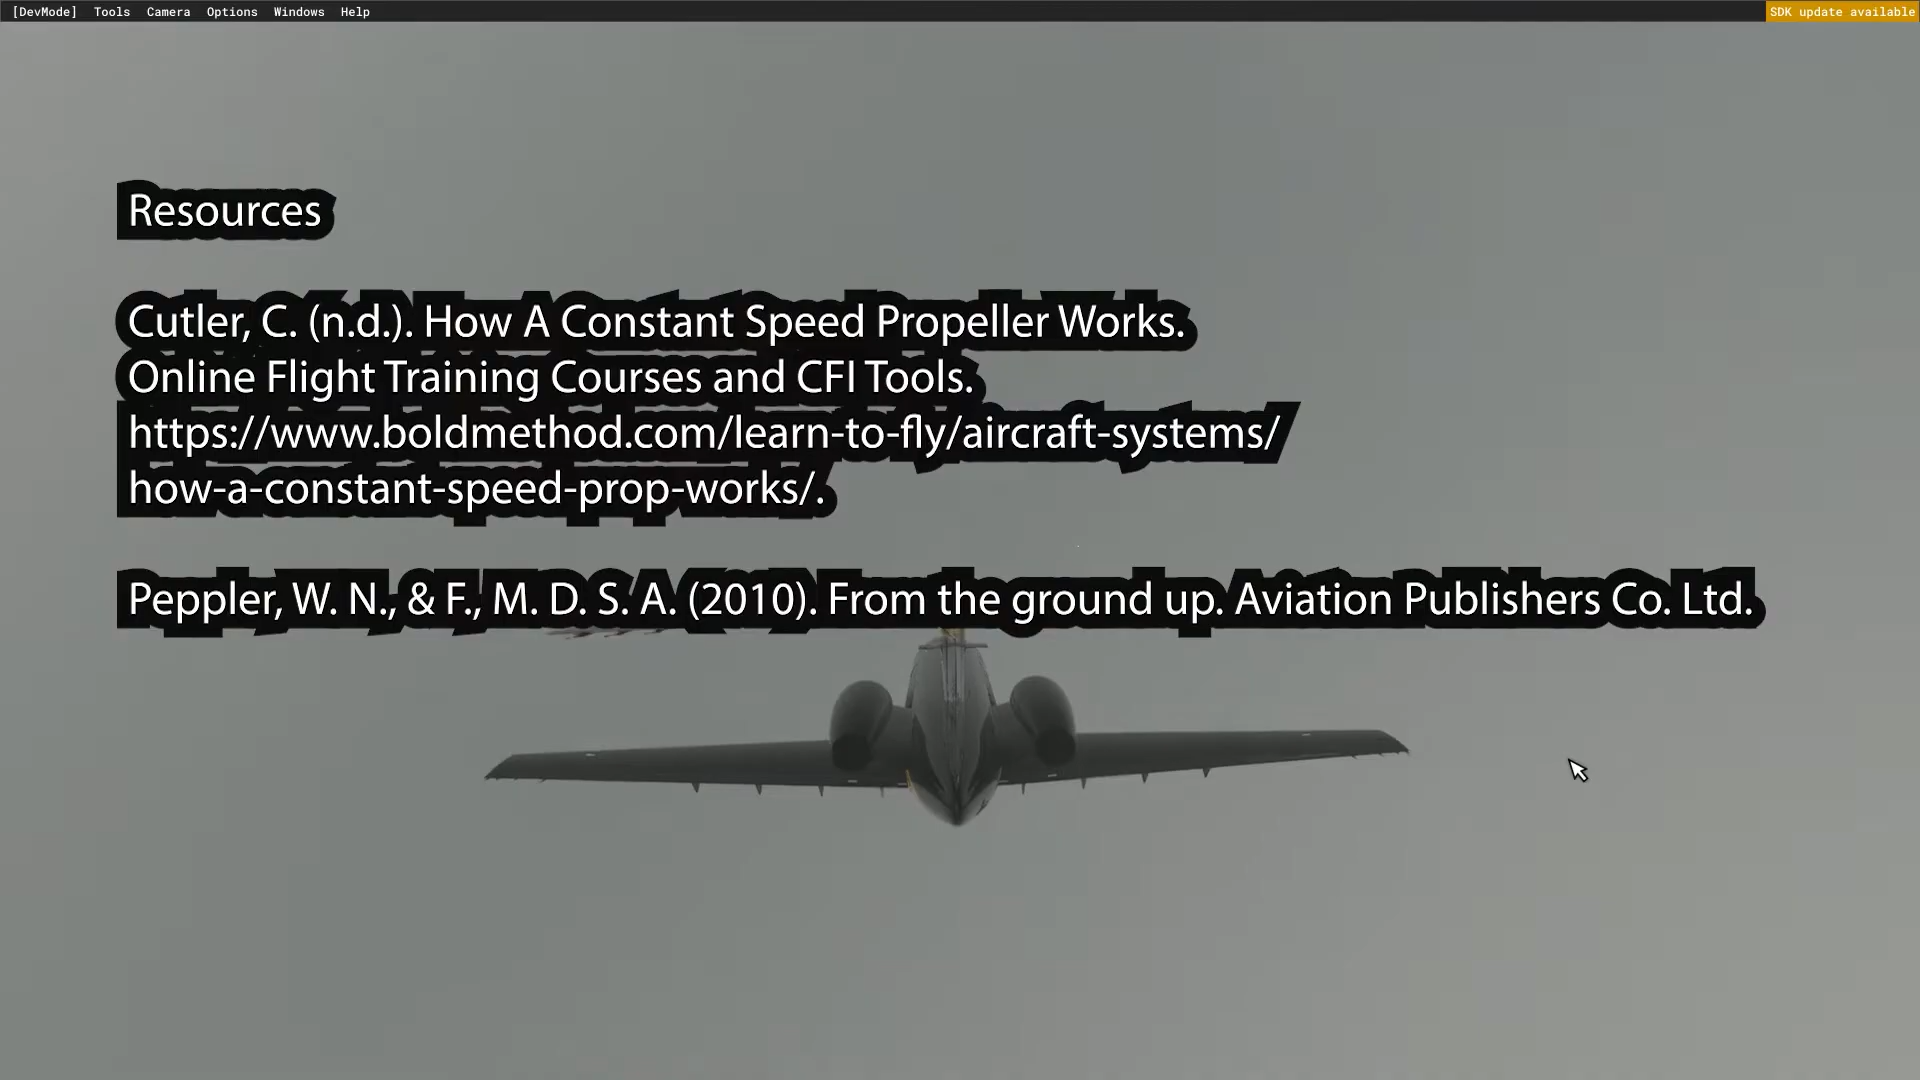 [DevMode] Tools Camera Options Windows Help SDK update available
Resources
Cutler, C. (n.d.). How A Constant Speed Propeller Works.
Online Flight Training Courses and CFI Tools.
https://www.boldmethod.com/learn-to-fly/aircraft-systems/
how-a-constant-speed-prop-works/.
Peppler, W. N., & F., M. D. S. A. (2010). From the ground up. Aviation Publishers Co. Ltd.